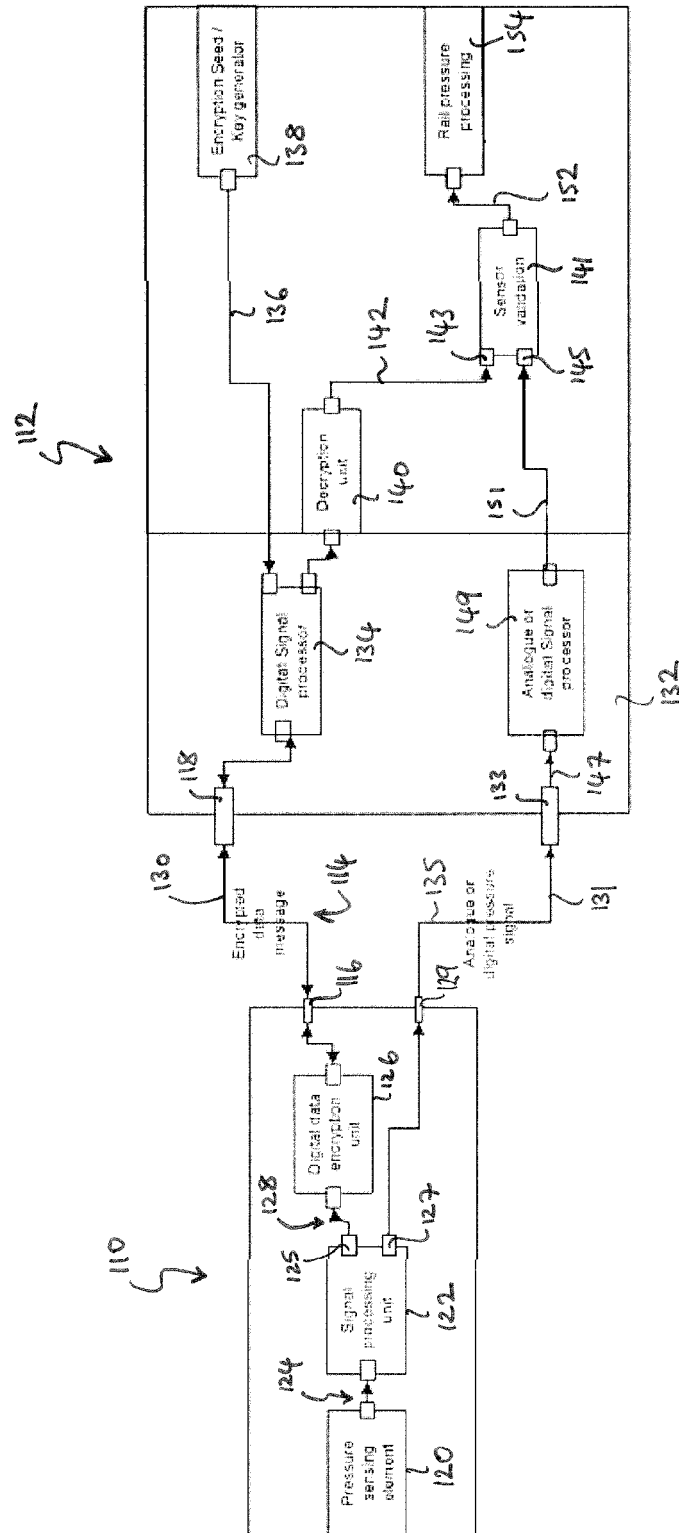 110
Pressure
sensing
element
120
124
Signal
processing
unit
122
125
127
128
Digital data
encryption
unit
126
116
129
130
Encrypted
data
message
114
135
Analogue or
digital pressure
signal
131
112
118
133
147
Digital Signal
processor
134
Analogue or
digital Signal
processor
149
132
Decryption
unit
140
136
142
151
143
145
Sensor
validation
141
152
Encryption Seed /
Key generator
138
Rail pressure
processing
154